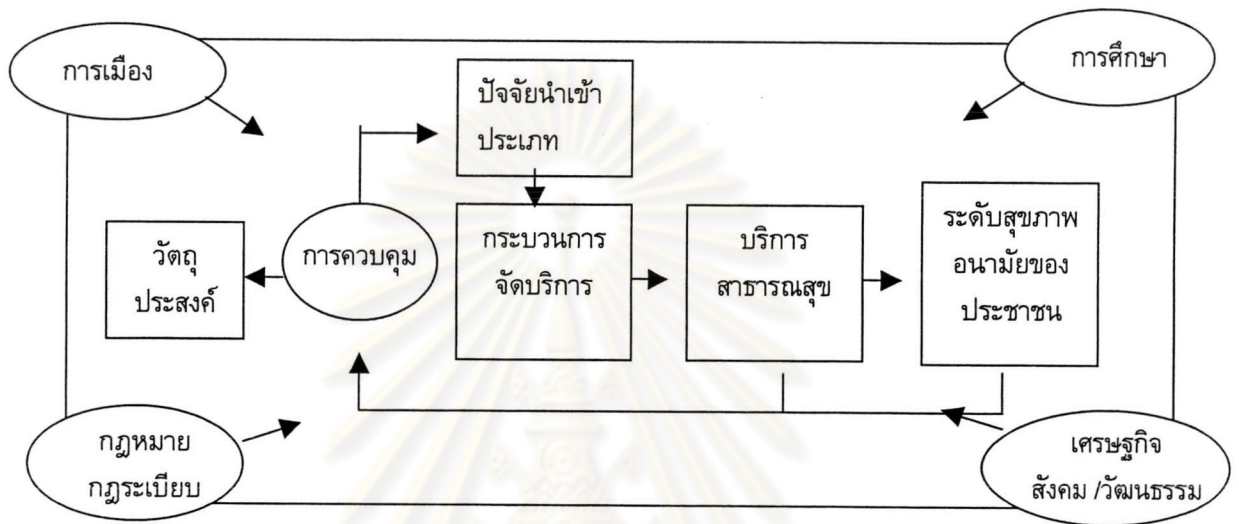 การเมือง
การศึกษา
ปัจจัยนำเข้า
ประเภท
วัตถุ
ประสงค์
การควบคุม
กระบวนการ
จัดบริการ
บริการ
สาธารณสุข
ระดับสุขภาพ
อนามัยของ
ประชาชน
กฎหมาย
กฎระเบียบ
เศรษฐกิจ
สังคม /วัฒนธรรม